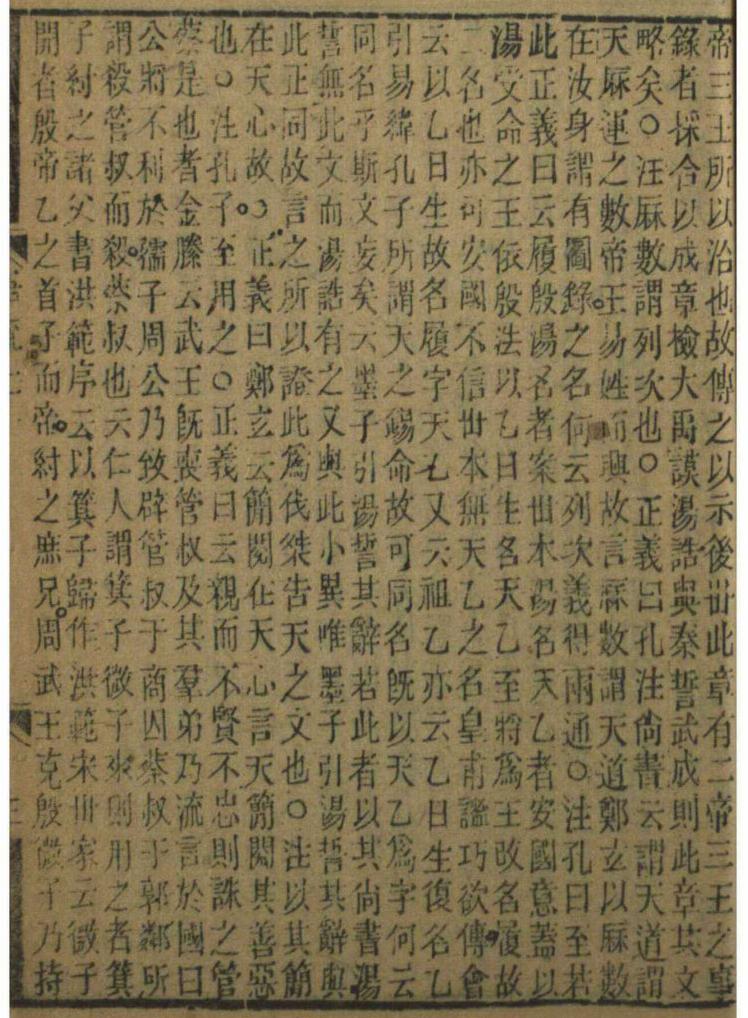 帝三王所以治也故傳之以示後世此章有二帝三王之事
錄者採合以成章檢大禹謨湯誥與秦誓武成則此章其文
略矣○注厤數謂列次也○正義曰孔注尚書云謂天道謂
天厤運之數帝王易姓而興故言厤數謂天道鄭玄以厤數
在汝身謂有圖錄之名何云列次義得兩通○注孔曰至若
此正義曰云履殷湯名者案世本湯名天乙者安國意蓋以
湯受命之王依殷法以乙日生名天乙至將爲王改名履故
二名也亦可安國不信世本無天乙之名皇甫謐巧欲傳會
云以乙日生故名履字天乙又云祖乙亦云乙日生復名乙
引易緯孔子所謂天之錫命故可同名既以天乙爲字何云
同名乎斯文妄矣云墨子引湯誓其辭若此者以其尚書湯
誓無此文而湯誥有之又與此小異唯墨子引湯誓其辭與
此正同故言之所以證此爲伐桀告天之文也○注以其簡
在天心故○正義曰鄭玄云簡閱在天心言天簡閱其善惡
也○注孔子至用之○正義曰云親而不賢不忠則誅之管
蔡是也者金縢云武王既喪管叔及其羣弟乃流言於國曰
公將不利於孺子周公乃致辟管叔于商囚蔡叔于郭鄰所
謂殺管叔而殺蔡叔也云仁人謂箕子微子來則用之者箕
子紂之諸父書洪範序云以箕子歸作洪範宋世家云微子
開者殷帝乙之首子而帝紂之庶兄周武王克殷微子乃持